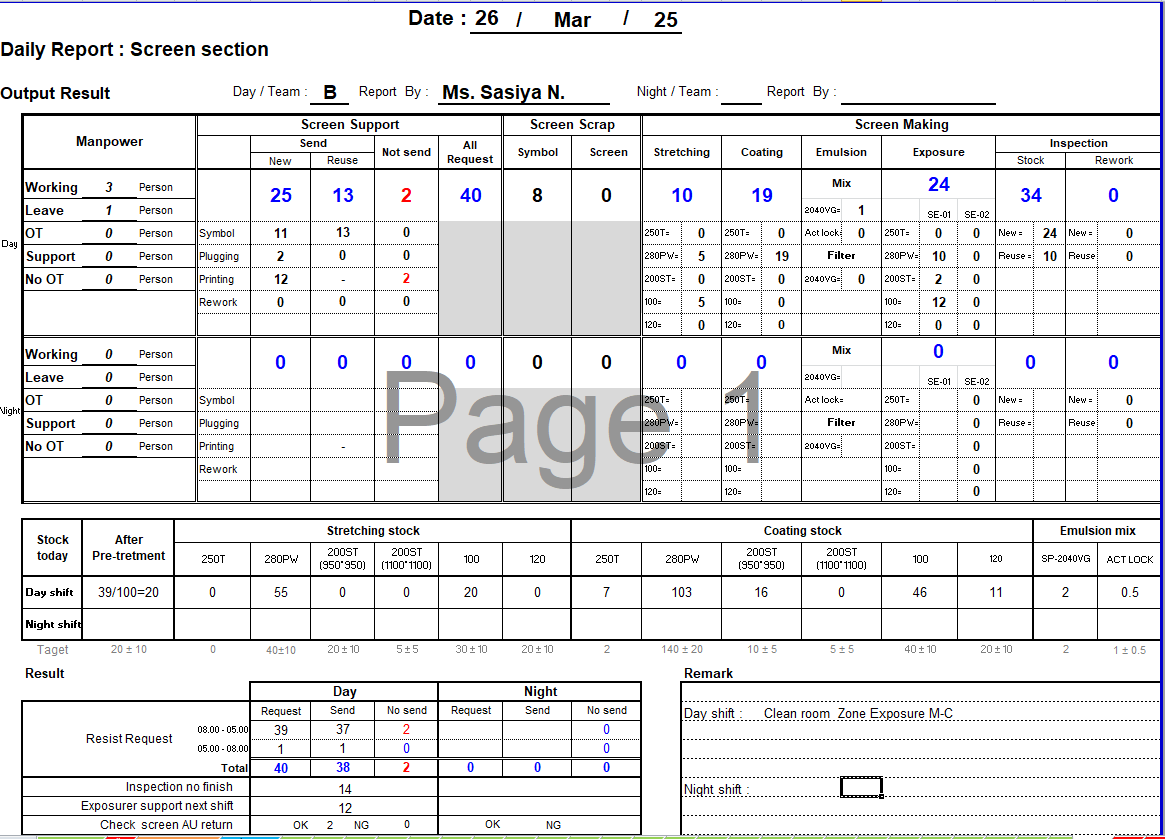 Date : 26 / Mar / 25
Daily Report : Screen section
Output Result Day / Team : B Report By : Ms. Sasiya N. Night / Team : Report By :
Manpower Screen Support Screen Scrap Screen Making
Send Not send All Request Symbol Screen Stretching Coating Emulsion Exposure Inspection
New Reuse Stock Rework
Day
Working 3 Person 25 13 2 40 8 0 10 19 Mix 24 34 0
Leave 1 Person 2040VG= 1 SE-01 SE-02
OT 0 Person Symbol 11 13 0 250T= 0 250T= 0 Act lock 0 250T= 0 0 New = 24 New = 0
Support 0 Person Plugging 2 0 0 280PW= 5 280PW= 19 Filter 280PW= 10 0 Reuse = 10 Reuse 0
No OT 0 Person Printing 12 - 2 200ST= 0 200ST= 0 2040VG= 0 200ST= 2 0
Rework 0 0 0 100= 5 100= 0 100= 12 0
120= 0 120= 0 120= 0 0
Night
Working 0 Person 0 0 0 0 0 0 0 0 Mix 0 0 0
Leave 0 Person 2040VG= SE-01 SE-02
OT 0 Person Symbol 250T= 250T= Act lock= 250T= 0 New = New = 0
Support 0 Person Plugging 280PW= 280PW= Filter 280PW= 0 Reuse = Reuse 0
No OT 0 Person Printing - 200ST= 200ST= 2040VG= 200ST= 0
Rework 100= 100= 100= 0
120= 120= 120= 0
Page 1
Stock today After Pre-tretment Stretching stock Coating stock Emulsion mix
250T 280PW 200ST (950*950) 200ST (1100*1100) 100 120 250T 280PW 200ST (950*950) 200ST (1100*1100) 100 120 SP-2040VG ACT LOCK
Day shift 39/100=20 0 55 0 0 20 0 7 103 16 0 46 11 2 0.5
Night shift
Taget 20 ± 10 0 40±10 20 ± 10 5 ± 5 30 ± 10 20 ± 10 2 140 ± 20 10 ± 5 5 ± 5 40 ± 10 20 ± 10 2 1 ± 0.5
Result Remark
Day Night
Request Send No send Request Send No send
Resist Request
08.00 - 05.00 39 37 2 0
05.00 - 08.00 1 1 0 0
Total 40 38 2 0 0 0
Inspection no finish 14
Exposurer support next shift 12
Check screen AU return OK 2 NG 0 OK NG
Day shift : Clean room Zone Exposure M-C
Night shift :